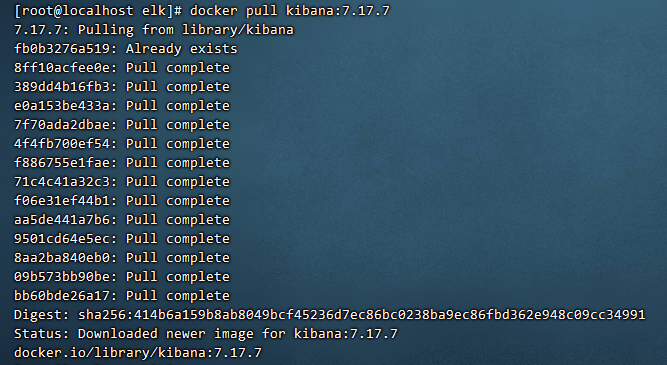 [root@localhost elk]# docker pull kibana:7.17.7
7.17.7: Pulling from library/kibana
fb0b3276a519: Already exists
8ff10acfee0e: Pull complete
389dd4b16fb3: Pull complete
e0a153be433a: Pull complete
7f70ada2dbae: Pull complete
4f4fb700ef54: Pull complete
f886755e1fae: Pull complete
71c4c41a32c3: Pull complete
f06e31ef44b1: Pull complete
aa5de441a7b6: Pull complete
9501cd64e5ec: Pull complete
8aa2ba840eb0: Pull complete
09b573bb90be: Pull complete
bb60bde26a17: Pull complete
Digest: sha256:414b6a159b8ab8049bcf45236d7ec86bc0238ba9ec86fbd362e948c09cc34991
Status: Downloaded newer image for kibana:7.17.7
docker.io/library/kibana:7.17.7